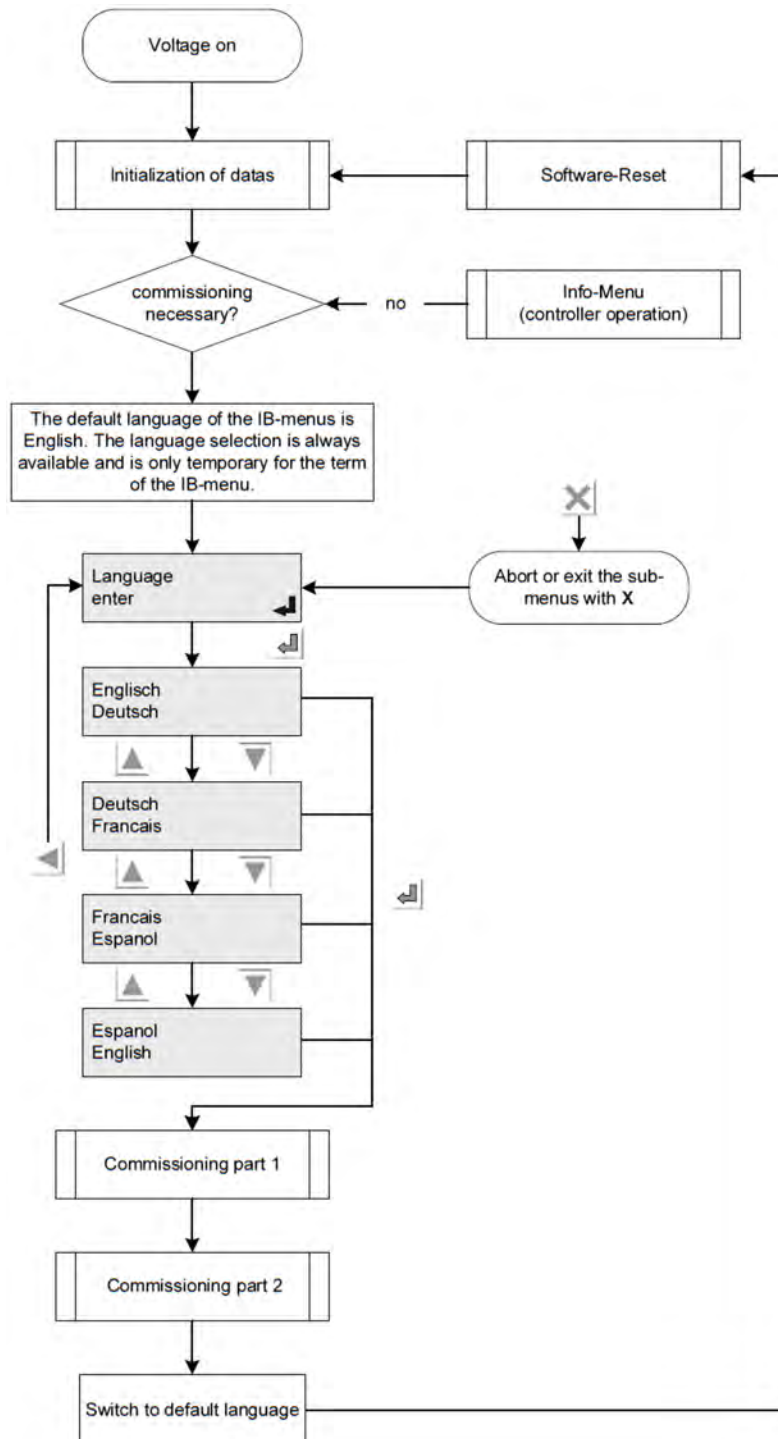 Voltage on
Initialization of datas
Software-Reset
commissioning
necessary?
no
Info-Menu
(controller operation)
The default language of the IB-menus is
English. The language selection is always
available and is only temporary for the term
of the IB-menu.
Language
enter
Abort or exit the sub-
menus with X
Englisch
Deutsch
Deutsch
Francais
Francais
Espanol
Espanol
English
Commissioning part 1
Commissioning part 2
Switch to default language